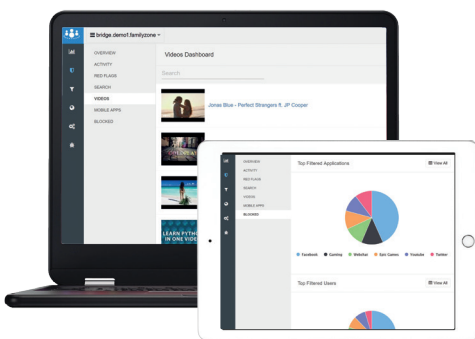 bridge.demo1.familyzone
OVERVIEW
ACTIVITY
RED FLAGS
SEARCH
VIDEOS
MOBILE APPS
BLOCKED
Videos Dashboard
Search
Jonas Blue - Perfect Strangers ft. JP Cooper
LEARN PYTHON
IN ONE VIDEO
OVERVIEW
ACTIVITY
RED FLAGS
SEARCH
VIDEOS
MOBILE APPS
BLOCKED
Top Filtered Applications
View All
Facebook Gaming Webchat Epic Games Youtube Twitter
Top Filtered Users
View All